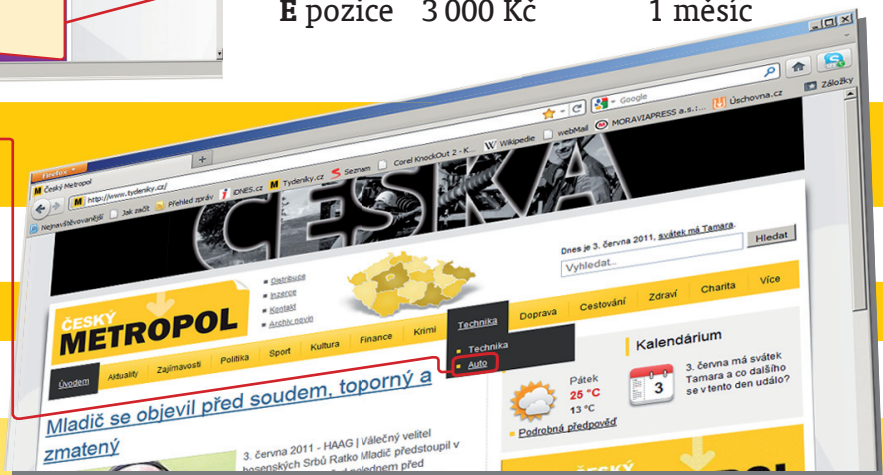 E pozice 3 000 Kč 1 měsíc
Firefox
Český Metropol
http://www.tydeniky.cz/
Google
Nejnavštěvovanější Jak začít Přehled zpráv iDNES.cz Tydeniky.cz Seznam Corel KnockOut 2 - K... Wikipedie webMail MORAVIAPRESS a.s.:... Úschovna.cz Záložky
ČESKÁ
Dnes je 3. června 2011, svátek má Tamara.
Vyhledat... Hledat
Distribuce
Inzerce
Kontakt
Archiv novin
ČESKÝ
METROPOL
Úvodem Aktuality Zajímavosti Politika Sport Kultura Finance Krimi Technika Doprava Cestování Zdraví Charita Více
Technika
Auto
Mladič se objevil před soudem, toporný a
zmatený
3. června 2011 - HAAG | Válečný velitel
bosenských Srbů Ratko Mladič předstoupil v
před
Pátek
25 °C
13 °C
Podrobná předpověď
Kalendárium
3
3. června má svátek
Tamara a co dalšího
se v tento den událo?
ČESKÝ